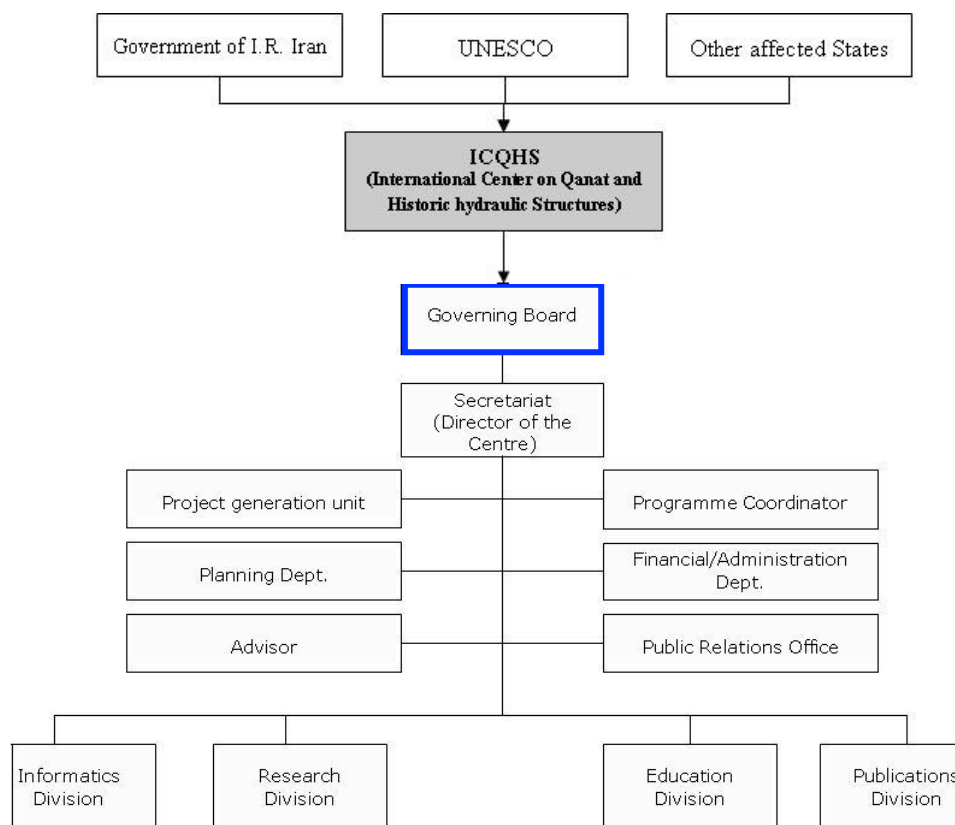 Government of I.R. Iran
UNESCO
Other affected States
ICQHS
(International Center on Qanat and
Historic hydraulic Structures)
Governing Board
Secretariat
(Director of the
Centre)
Project generation unit
Programme Coordinator
Planning Dept.
Financial/Administration
Dept.
Advisor
Public Relations Office
Informatics
Division
Research
Division
Education
Division
Publications
Division